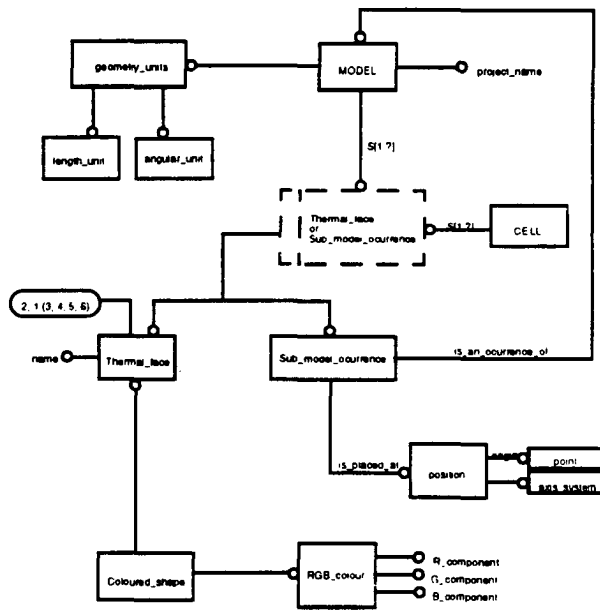 geometry_units
MODEL
project_name
length_unit
angular_unit
S[1 ?]
Thermal_face
or
Sub_model_ocurrence
S[1 ?]
CELL
2, 1 (3, 4, 5, 6)
name
Thermal_face
Sub_model_ocurrence
is_an_ocurrence_of
is_placed_at
position
point
axis_system
Coloured_shape
RGB_colour
R_component
G_component
B_component